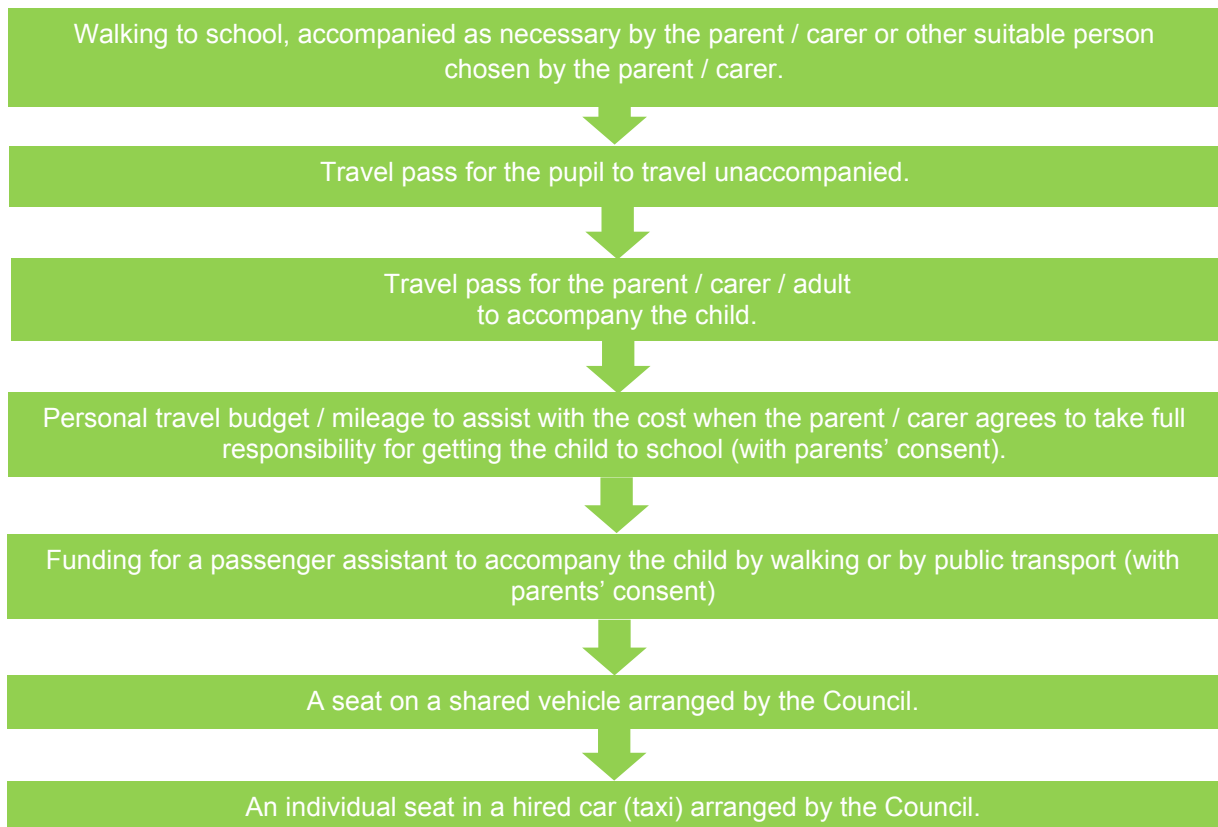 Walking to school, accompanied as necessary by the parent / carer or other suitable person
chosen by the parent / carer.
Travel pass for the pupil to travel unaccompanied.
Travel pass for the parent / carer / adult
to accompany the child.
Personal travel budget / mileage to assist with the cost when the parent / carer agrees to take full
responsibility for getting the child to school (with parents’ consent).
Funding for a passenger assistant to accompany the child by walking or by public transport (with
parents’ consent)
A seat on a shared vehicle arranged by the Council.
An individual seat in a hired car (taxi) arranged by the Council.